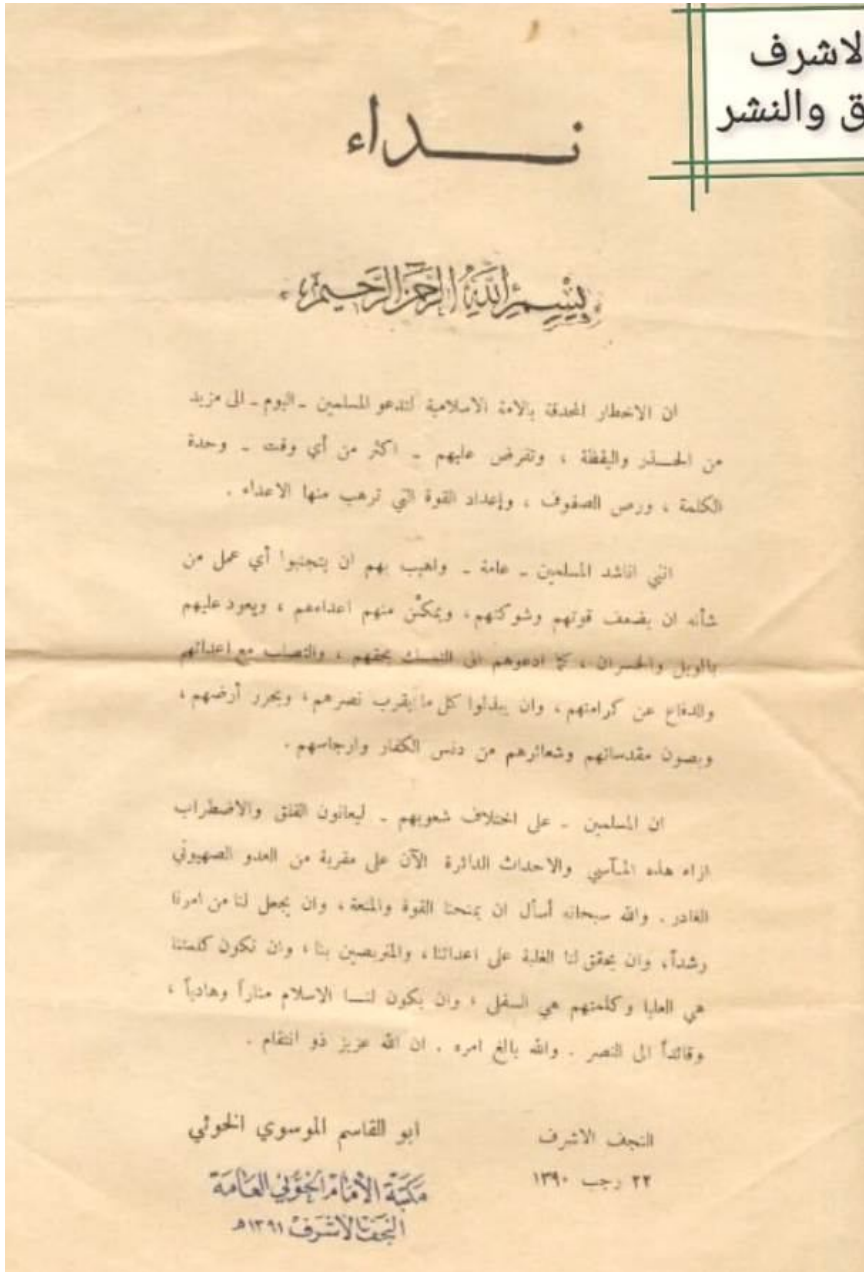 لاشرف
ق والنشر
نـــداء
بسم الله الرحمن الرحيم
ان الاخطار المحدقة بالامة الاسلامية لتدعو المسلمين ـ اليوم ـ الى مزيد
من الحـــذر واليقظة ، وتفرض عليهم ـ اكثر من أي وقت ـ وحدة
الكلمة ، ورص الصفوف ، وإعداد القوة التي ترهب منها الاعداء .
انني اناشد المسلمين ـ عامة ـ واهيب بهم ان يتجنبوا أي عمل من
شأنه ان يضعف قوتهم وشوكتهم، ويمكّن منهم اعداءهم ، ويعود عليهم
بالويل والخسران ، كما ادعوهم الى التمسك بحقهم ، والتصلب مع اعدائهم
والدفاع عن كرامتهم ، وان يبذلوا كل ما يقرب نصرهم ، ويحرر أرضهم ،
ويصون مقدساتهم وشعائرهم من دنس الكفار وارجاسهم .
ان المسلمين ـ على اختلاف شعوبهم ـ ليعانون القلق والاضطراب
ازاء هذه المـآسي والاحداث الدائرة الآن على مقربة من العدو الصهيوني
الغادر . والله سبحانه أسأل ان يمنحنا القوة والمنعة ، وان يجعل لنا من امرنا
رشداً، وان يحقق لنا الغلبة على اعدائنا ، والمتربصين بنا ، وان تكون كلمتنا
هي العليا وكلمتهم هي السفلى ، وان يكون لنـــا الاسلام مناراً وهادياً ،
وقائداً الى النصر . والله بالغ امره . ان الله عزيز ذو انتقام .
ابو القاسم الموسوي الخوئي
النجف الاشرف
٢٢ رجب ١٣٩٠
مكتبة الامام الخوئي العامة
النجف الاشرف ١٣٩١هـ